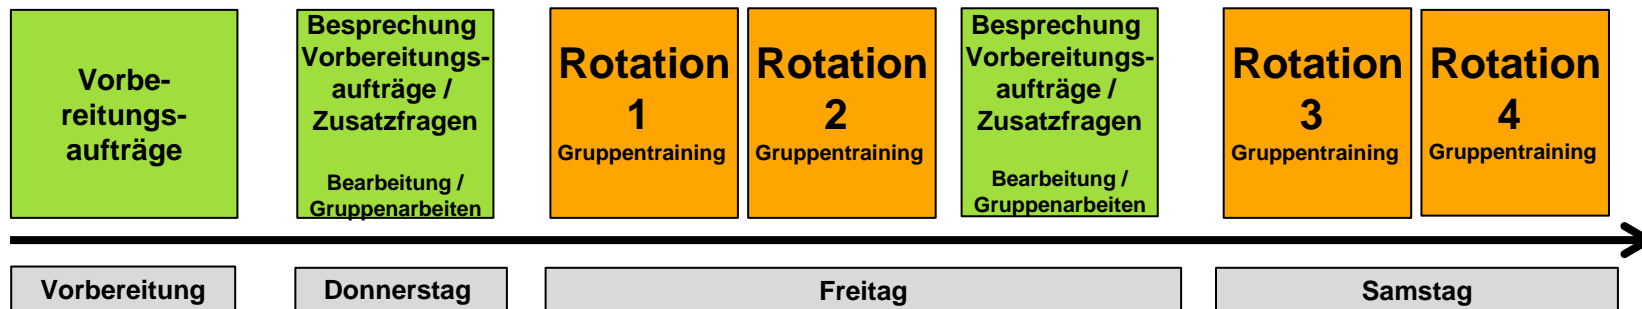 Vorbe-
reitungs-
aufträge
Besprechung
Vorbereitungs-
aufträge /
Zusatzfragen
Bearbeitung /
Gruppenarbeiten
Rotation
1
Gruppentraining
Rotation
2
Gruppentraining
Besprechung
Vorbereitungs-
aufträge /
Zusatzfragen
Bearbeitung /
Gruppenarbeiten
Rotation
3
Gruppentraining
Rotation
4
Gruppentraining
Vorbereitung
Donnerstag
Freitag
Samstag